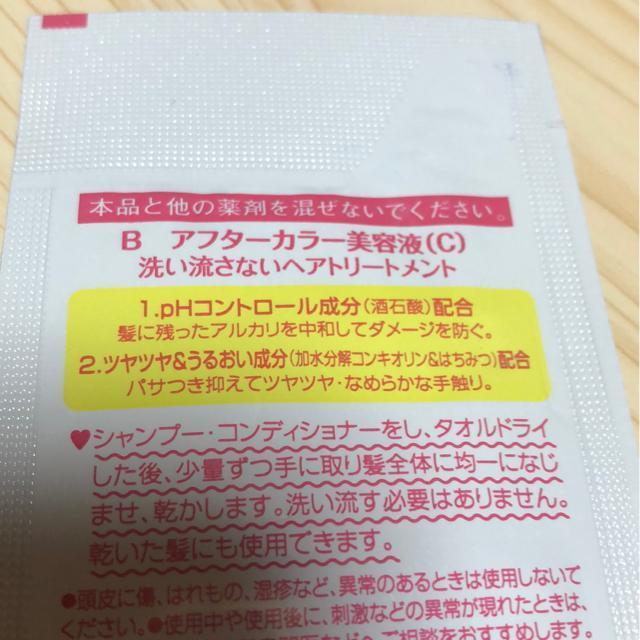 本品と他の薬剤を混ぜないでください。
B アフターカラー美容液(C)
洗い流さないヘアトリートメント
1.pHコントロール成分(酒石酸)配合
髪に残ったアルカリを中和してダメージを防ぐ。
2.ツヤツヤ&うるおい成分(加水分解コンキオリン&はちみつ)配合
パサつき抑えてツヤツヤ・なめらかな手触り。
♥シャンプー・コンディショナーをし、タオルドライ
した後、少量ずつ手に取り髪全体に均一になじ
ませ、乾かします。洗い流す必要はありません。
乾いた髪にも使用できます。
●頭皮に傷、はれもの、湿疹など、異常のあるときは使用しないで
ください。●使用中や使用後に、刺激などの異常が現れたときは、
ご相談をおすすめします。